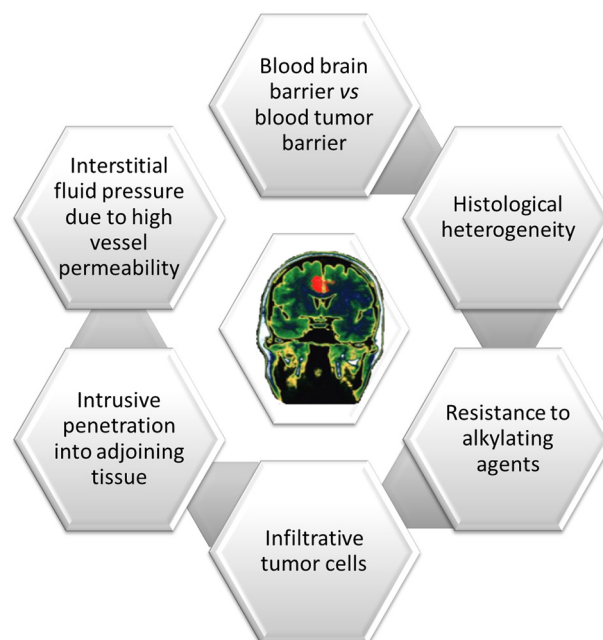 Blood brain
barrier vs
blood tumor
barrier
Histological
heterogeneity
Resistance to
alkylating
agents
Infiltrative
tumor cells
Intrusive
penetration
into adjoining
tissue
Interstitial
fluid pressure
due to high
vessel
permeability